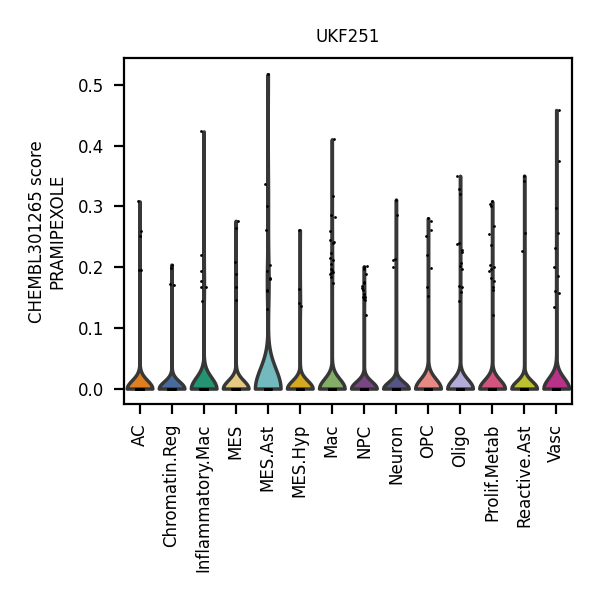 UKF251
CHEMBL301265 score
PRAMIPEXOLE
0.5
0.4
0.3
0.2
0.1
0.0
AC
Chromatin.Reg
Inflammatory.Mac
MES
MES.Ast
MES.Hyp
Mac
NPC
Neuron
OPC
Oligo
Prolif.Metab
Reactive.Ast
Vasc